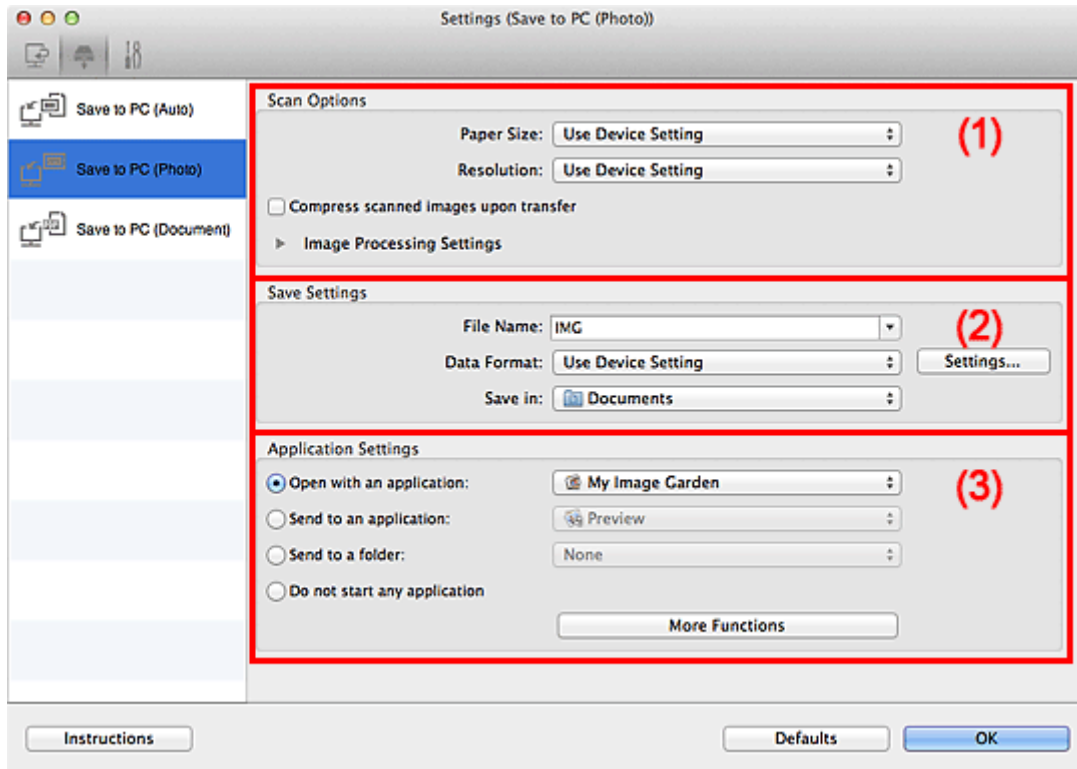 Settings (Save to PC (Photo))
Save to PC (Auto)
Save to PC (Photo)
Save to PC (Document)
Scan Options
(1)
Paper Size: Use Device Setting
Resolution: Use Device Setting
Compress scanned images upon transfer
Image Processing Settings
Save Settings
(2)
File Name: IMG
Data Format: Use Device Setting Settings...
Save in: Documents
Application Settings
(3)
Open with an application: My Image Garden
Send to an application: Preview
Send to a folder: None
Do not start any application
More Functions
Instructions Defaults OK